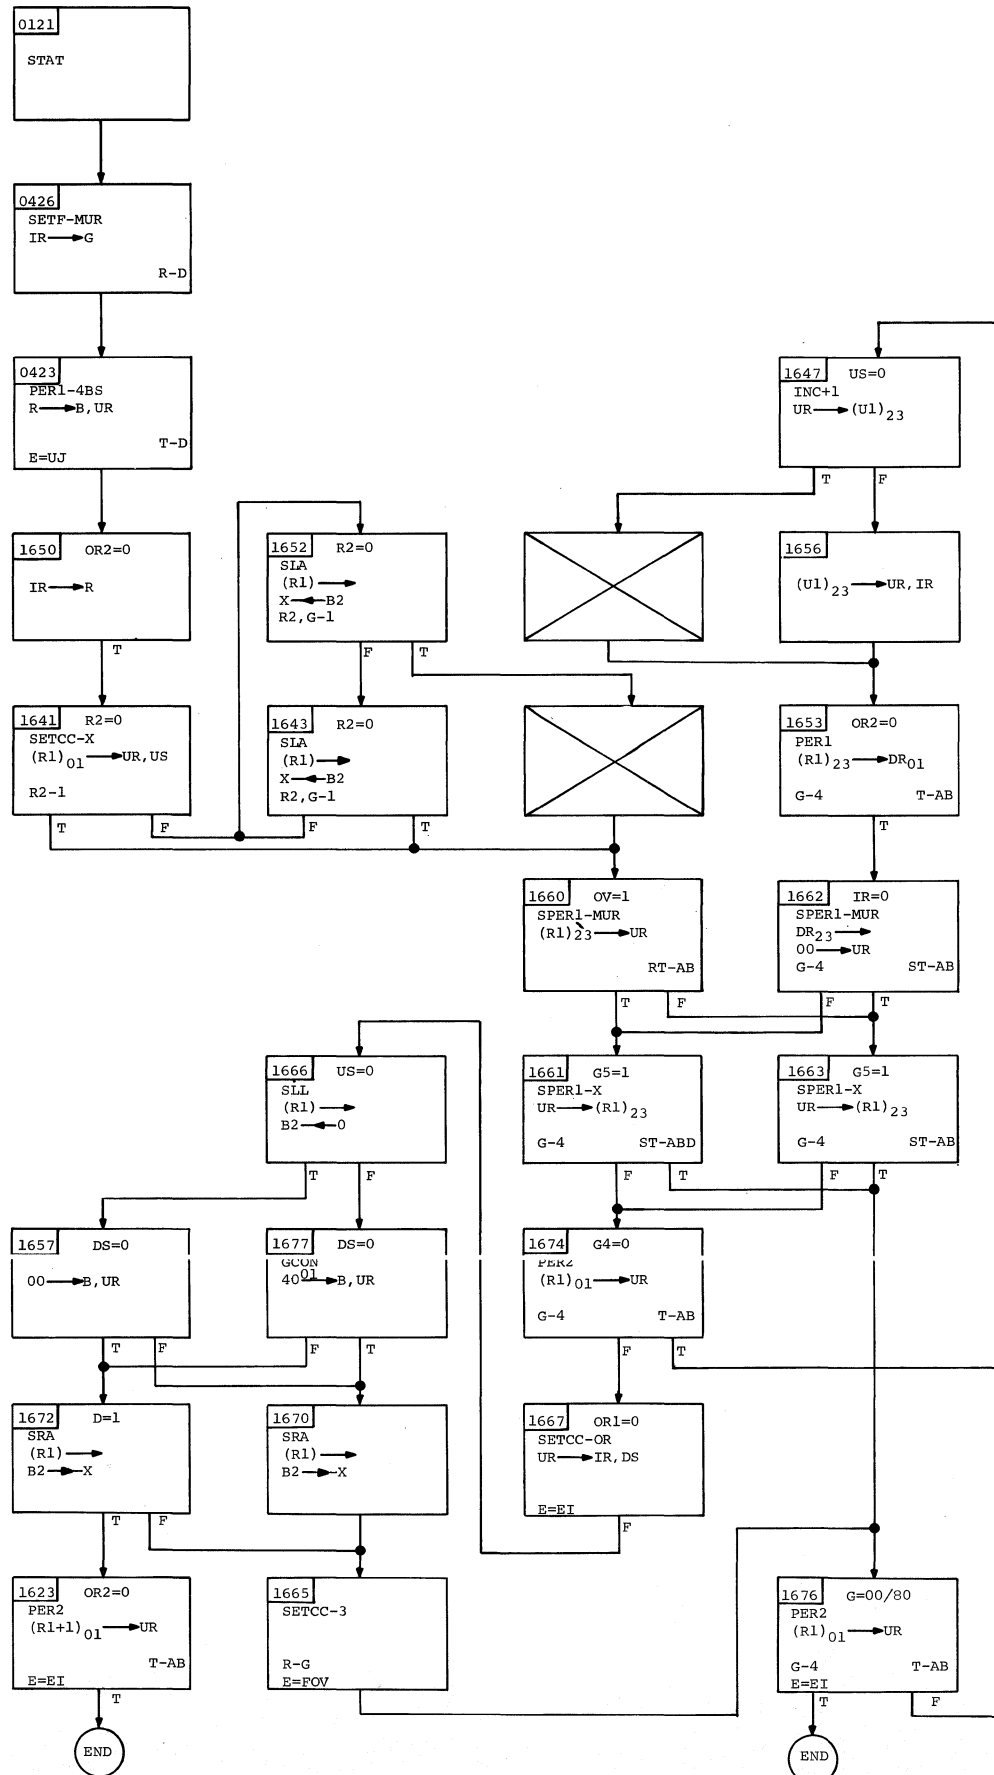 0121
STAT
0426
SETF-MUR
IR→G
R-D
0423
PER1-4BS
R→B,UR
T-D
E=UJ
1650 OR2=0
IR→R
T
1641 R2=0
SETCC-X
(R1)01→UR,US
R2-1
T F
1652 R2=0
SLA
(R1)→
X←B2
R2,G-1
F T
1643 R2=0
SLA
(R1)→
X←B2
R2,G-1
F T
1647 US=0
INC+1
UR→(U1)23
T F
1656
(U1)23→UR,IR
1653 OR2=0
PER1
(R1)23→DR01
G-4 T-AB
T
1660 OV=1
SPER1-MUR
(R1)23→UR
RT-AB
T F
1662 IR=0
SPER1-MUR
DR23→
00→UR
G-4 ST-AB
F T
1666 US=0
SLL
(R1)→
B2←0
T F
1661 G5=1
SPER1-X
UR→(R1)23
G-4 ST-ABD
F T
1663 G5=1
SPER1-X
UR→(R1)23
G-4 ST-AB
F T
1657 DS=0
00→B,UR
T F
1677 DS=0
GCON
4001→B,UR
F T
1674 G4=0
PER2
(R1)01→UR
G-4 T-AB
F T
1672 D=1
SRA
(R1)→
B2→X
T F
1670
SRA
(R1)→
B2→X
1667 OR1=0
SETCC-OR
UR→IR,DS
E=EI
F
1623 OR2=0
PER2
(R1+1)01→UR
T-AB
E=EI
T
END
1665
SETCC-3
R-G
E=FOV
1676 G=00/80
PER2
(R1)01→UR
G-4 T-AB
E=EI
T F
END